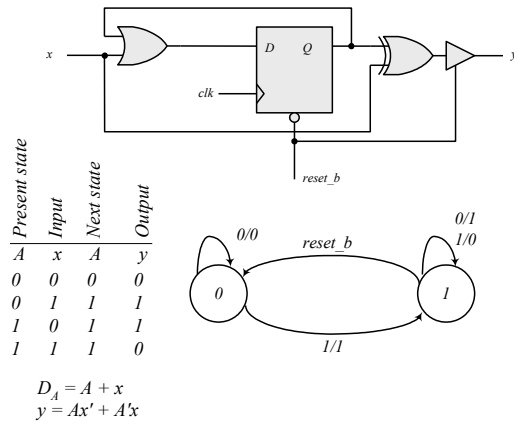 x
D Q
y
clk
reset_b
Present state
Input
Next state
Output
A x A y
0 0 0 0
0 1 1 1
1 0 1 1
1 1 1 0
0/0
reset_b
0/1
1/0
0
1
1/1
D_A = A + x
y = Ax' + A'x